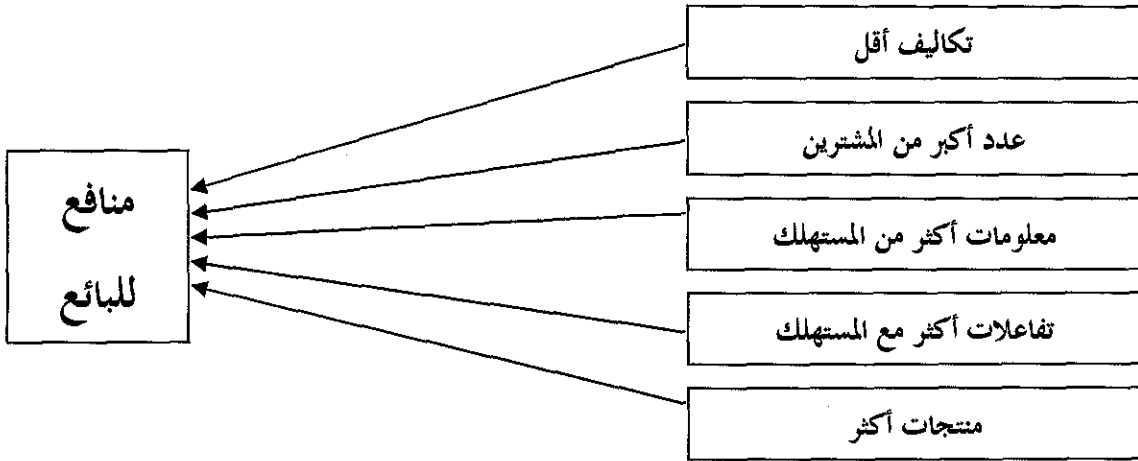 تكاليف أقل
عدد أكبر من المشترين
معلومات أكثر من المستهلك
تفاعلات أكثر مع المستهلك
منتجات أكثر
منافع
للبائع